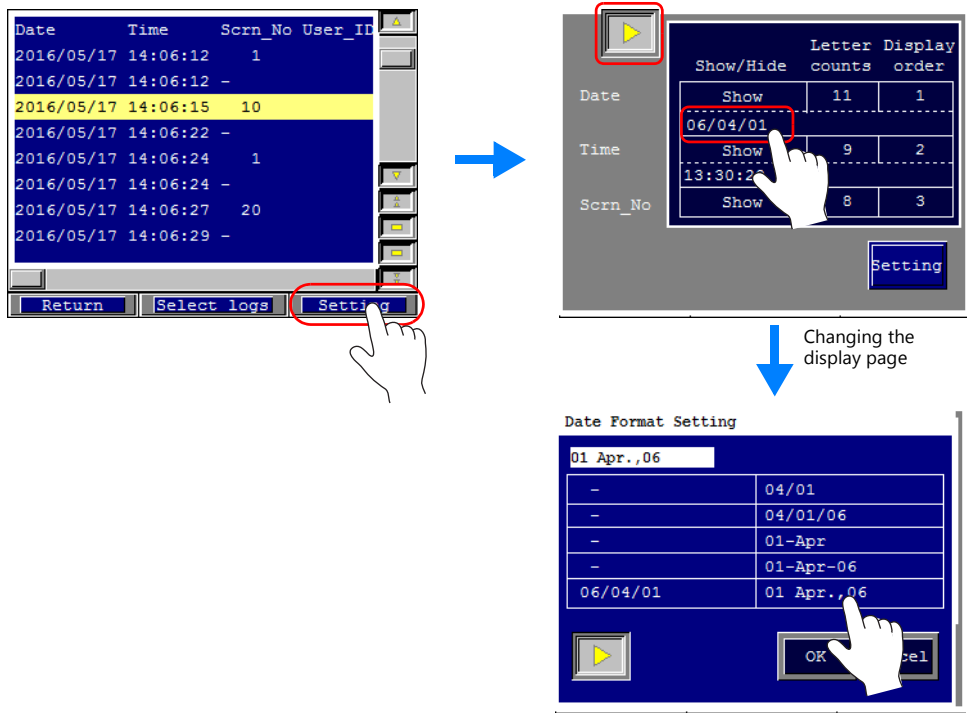 Date Time Scrn_No User_ID
2016/05/17 14:06:12 1
2016/05/17 14:06:12 -
2016/05/17 14:06:15 10
2016/05/17 14:06:22 -
2016/05/17 14:06:24 1
2016/05/17 14:06:24 -
2016/05/17 14:06:27 20
2016/05/17 14:06:29 -
Return Select logs Setting
Letter Display
Show/Hide counts order
Date Show 11 1
06/04/01
Time Show 9 2
13:30:2
Scrn_No Show 8 3
Setting
Changing the
display page
Date Format Setting
01 Apr.,06
- 04/01
- 04/01/06
- 01-Apr
- 01-Apr-06
06/04/01 01 Apr.,06
OK cel